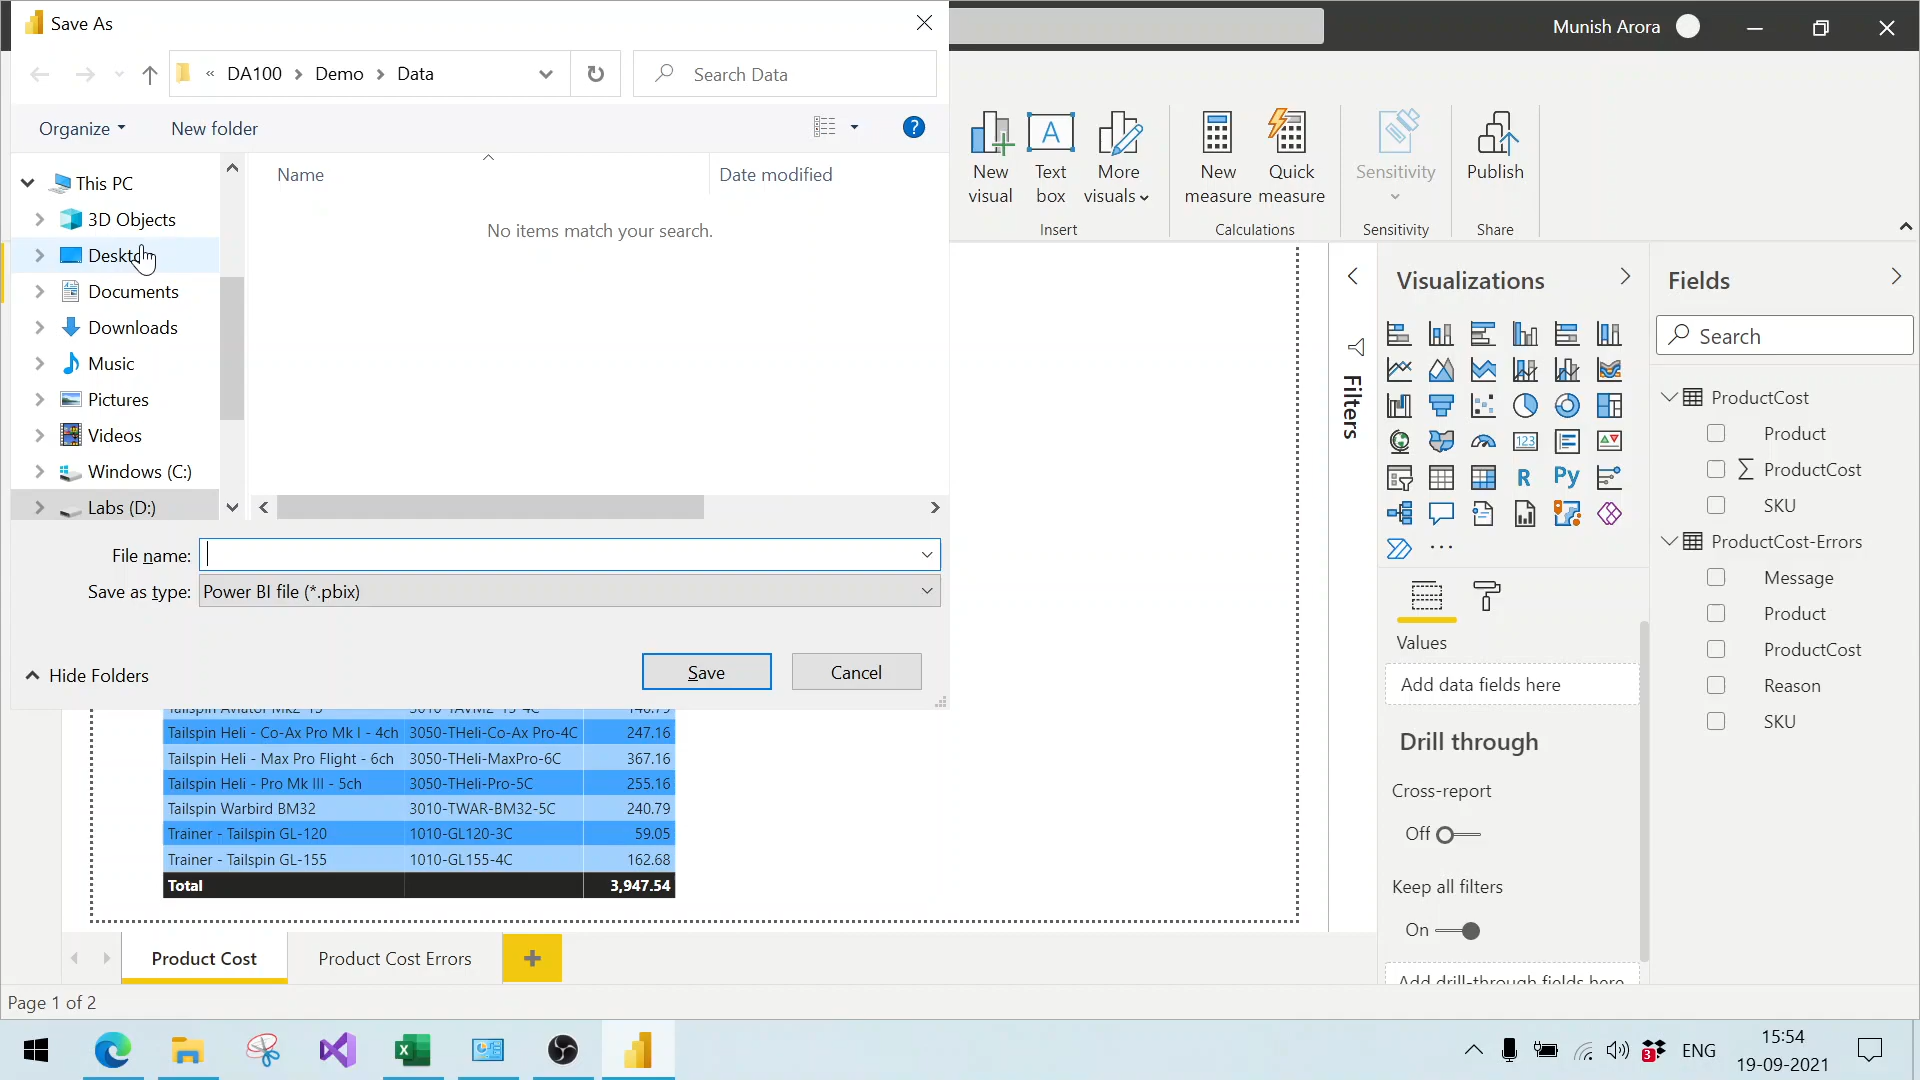 Save As
Munish Arora
« DA100 > Demo > Data
Search Data
Organize
New folder
?
This PC
3D Objects
Desktop
Documents
Downloads
Music
Pictures
Videos
Windows (C:)
Labs (D:)
Name
Date modified
No items match your search.
File name:
Save as type:
Power BI file (*.pbix)
Hide Folders
Save
Cancel
New
visual
Text
box
More
visuals
Insert
New
measure
Quick
measure
Calculations
Sensitivity
Sensitivity
Publish
Share
Filters
Visualizations
123
R
Py
Values
Add data fields here
Drill through
Cross-report
Off
Keep all filters
On
Add drill-through fields here
Fields
Search
ProductCost
Product
ProductCost
SKU
ProductCost-Errors
Message
Product
ProductCost
Reason
SKU
Tailspin Heli - Co-Ax Pro Mk I - 4ch 3050-THeli-Co-Ax Pro-4C 247.16
Tailspin Heli - Max Pro Flight - 6ch 3050-THeli-MaxPro-6C 367.16
Tailspin Heli - Pro Mk III - 5ch 3050-THeli-Pro-5C 255.16
Tailspin Warbird BM32 3010-TWAR-BM32-5C 240.79
Trainer - Tailspin GL-120 1010-GL120-3C 59.05
Trainer - Tailspin GL-155 1010-GL155-4C 162.68
Total 3,947.54
Product Cost
Product Cost Errors
+
Page 1 of 2
3
ENG
15:54
19-09-2021